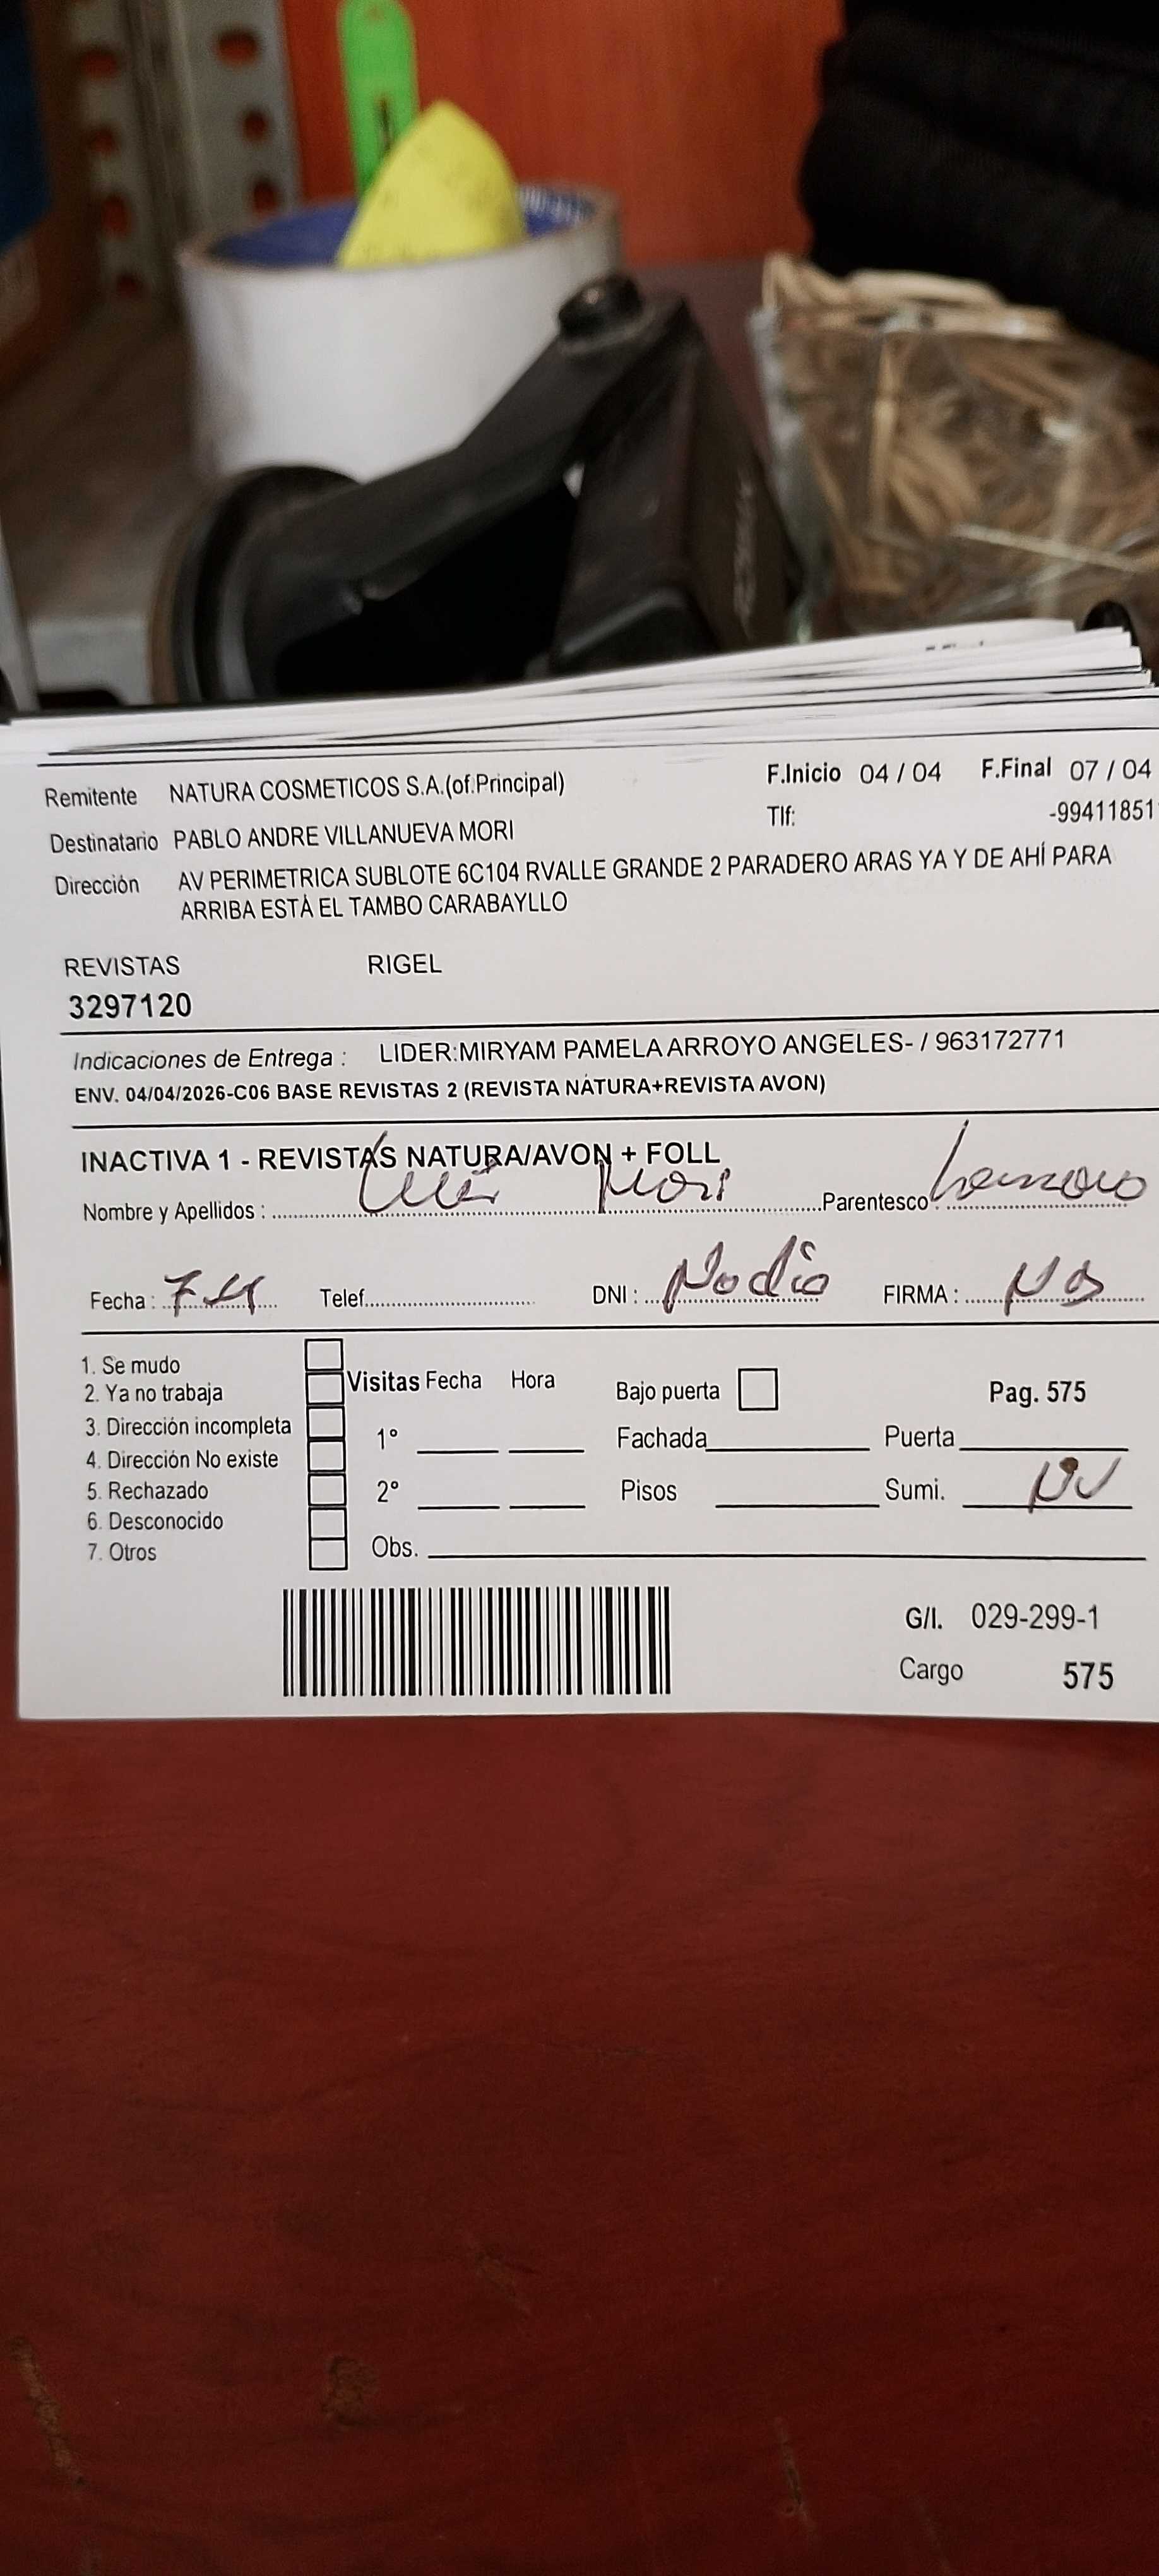 Remitente NATURA COSMETICOS S.A.(of.Principal) F.Inicio 04 / 04 F.Final 07 / 04
Destinatario PABLO ANDRE VILLANUEVA MORI Tlf: -99411851
Dirección AV PERIMETRICA SUBLOTE 6C104 RVALLE GRANDE 2 PARADERO ARAS YA Y DE AHÍ PARA
ARRIBA ESTÀ EL TAMBO CARABAYLLO
REVISTAS RIGEL
3297120
Indicaciones de Entrega : LIDER:MIRYAM PAMELA ARROYO ANGELES- / 963172771
ENV. 04/04/2026-C06 BASE REVISTAS 2 (REVISTA NATURA+REVISTA AVON)
INACTIVA 1 - REVISTAS NATURA/AVON + FOLL
Nombre y Apellidos : Mori Parentesco :
Fecha : Telef. DNI : Nodio FIRMA :
1. Se mudo
2. Ya no trabaja Visitas Fecha Hora Bajo puerta Pag. 575
3. Dirección incompleta 1° Fachada Puerta
4. Dirección No existe
5. Rechazado 2° Pisos Sumi.
6. Desconocido
7. Otros Obs.
G/I. 029-299-1
Cargo 575